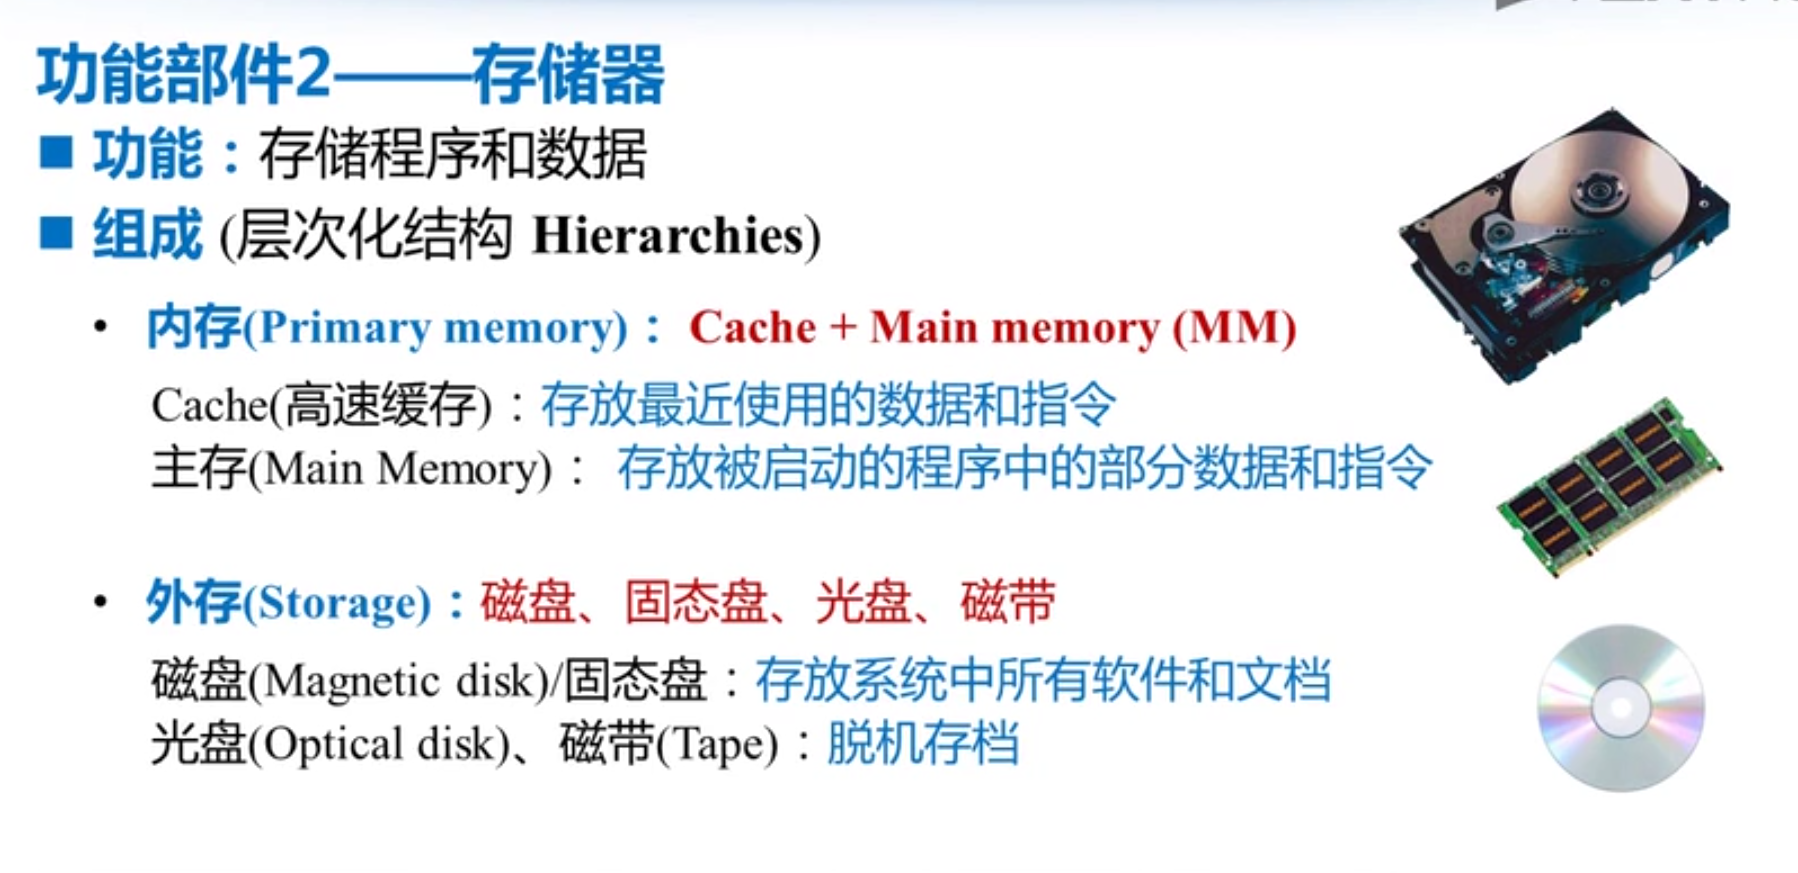 功能部件2——存储器
■ 功能：存储程序和数据
■ 组成 (层次化结构 Hierarchies)
• 内存(Primary memory)： Cache + Main memory (MM)
Cache(高速缓存)：存放最近使用的数据和指令
主存(Main Memory)： 存放被启动的程序中的部分数据和指令
• 外存(Storage)：磁盘、固态盘、光盘、磁带
磁盘(Magnetic disk)/固态盘：存放系统中所有软件和文档
光盘(Optical disk)、磁带(Tape)：脱机存档